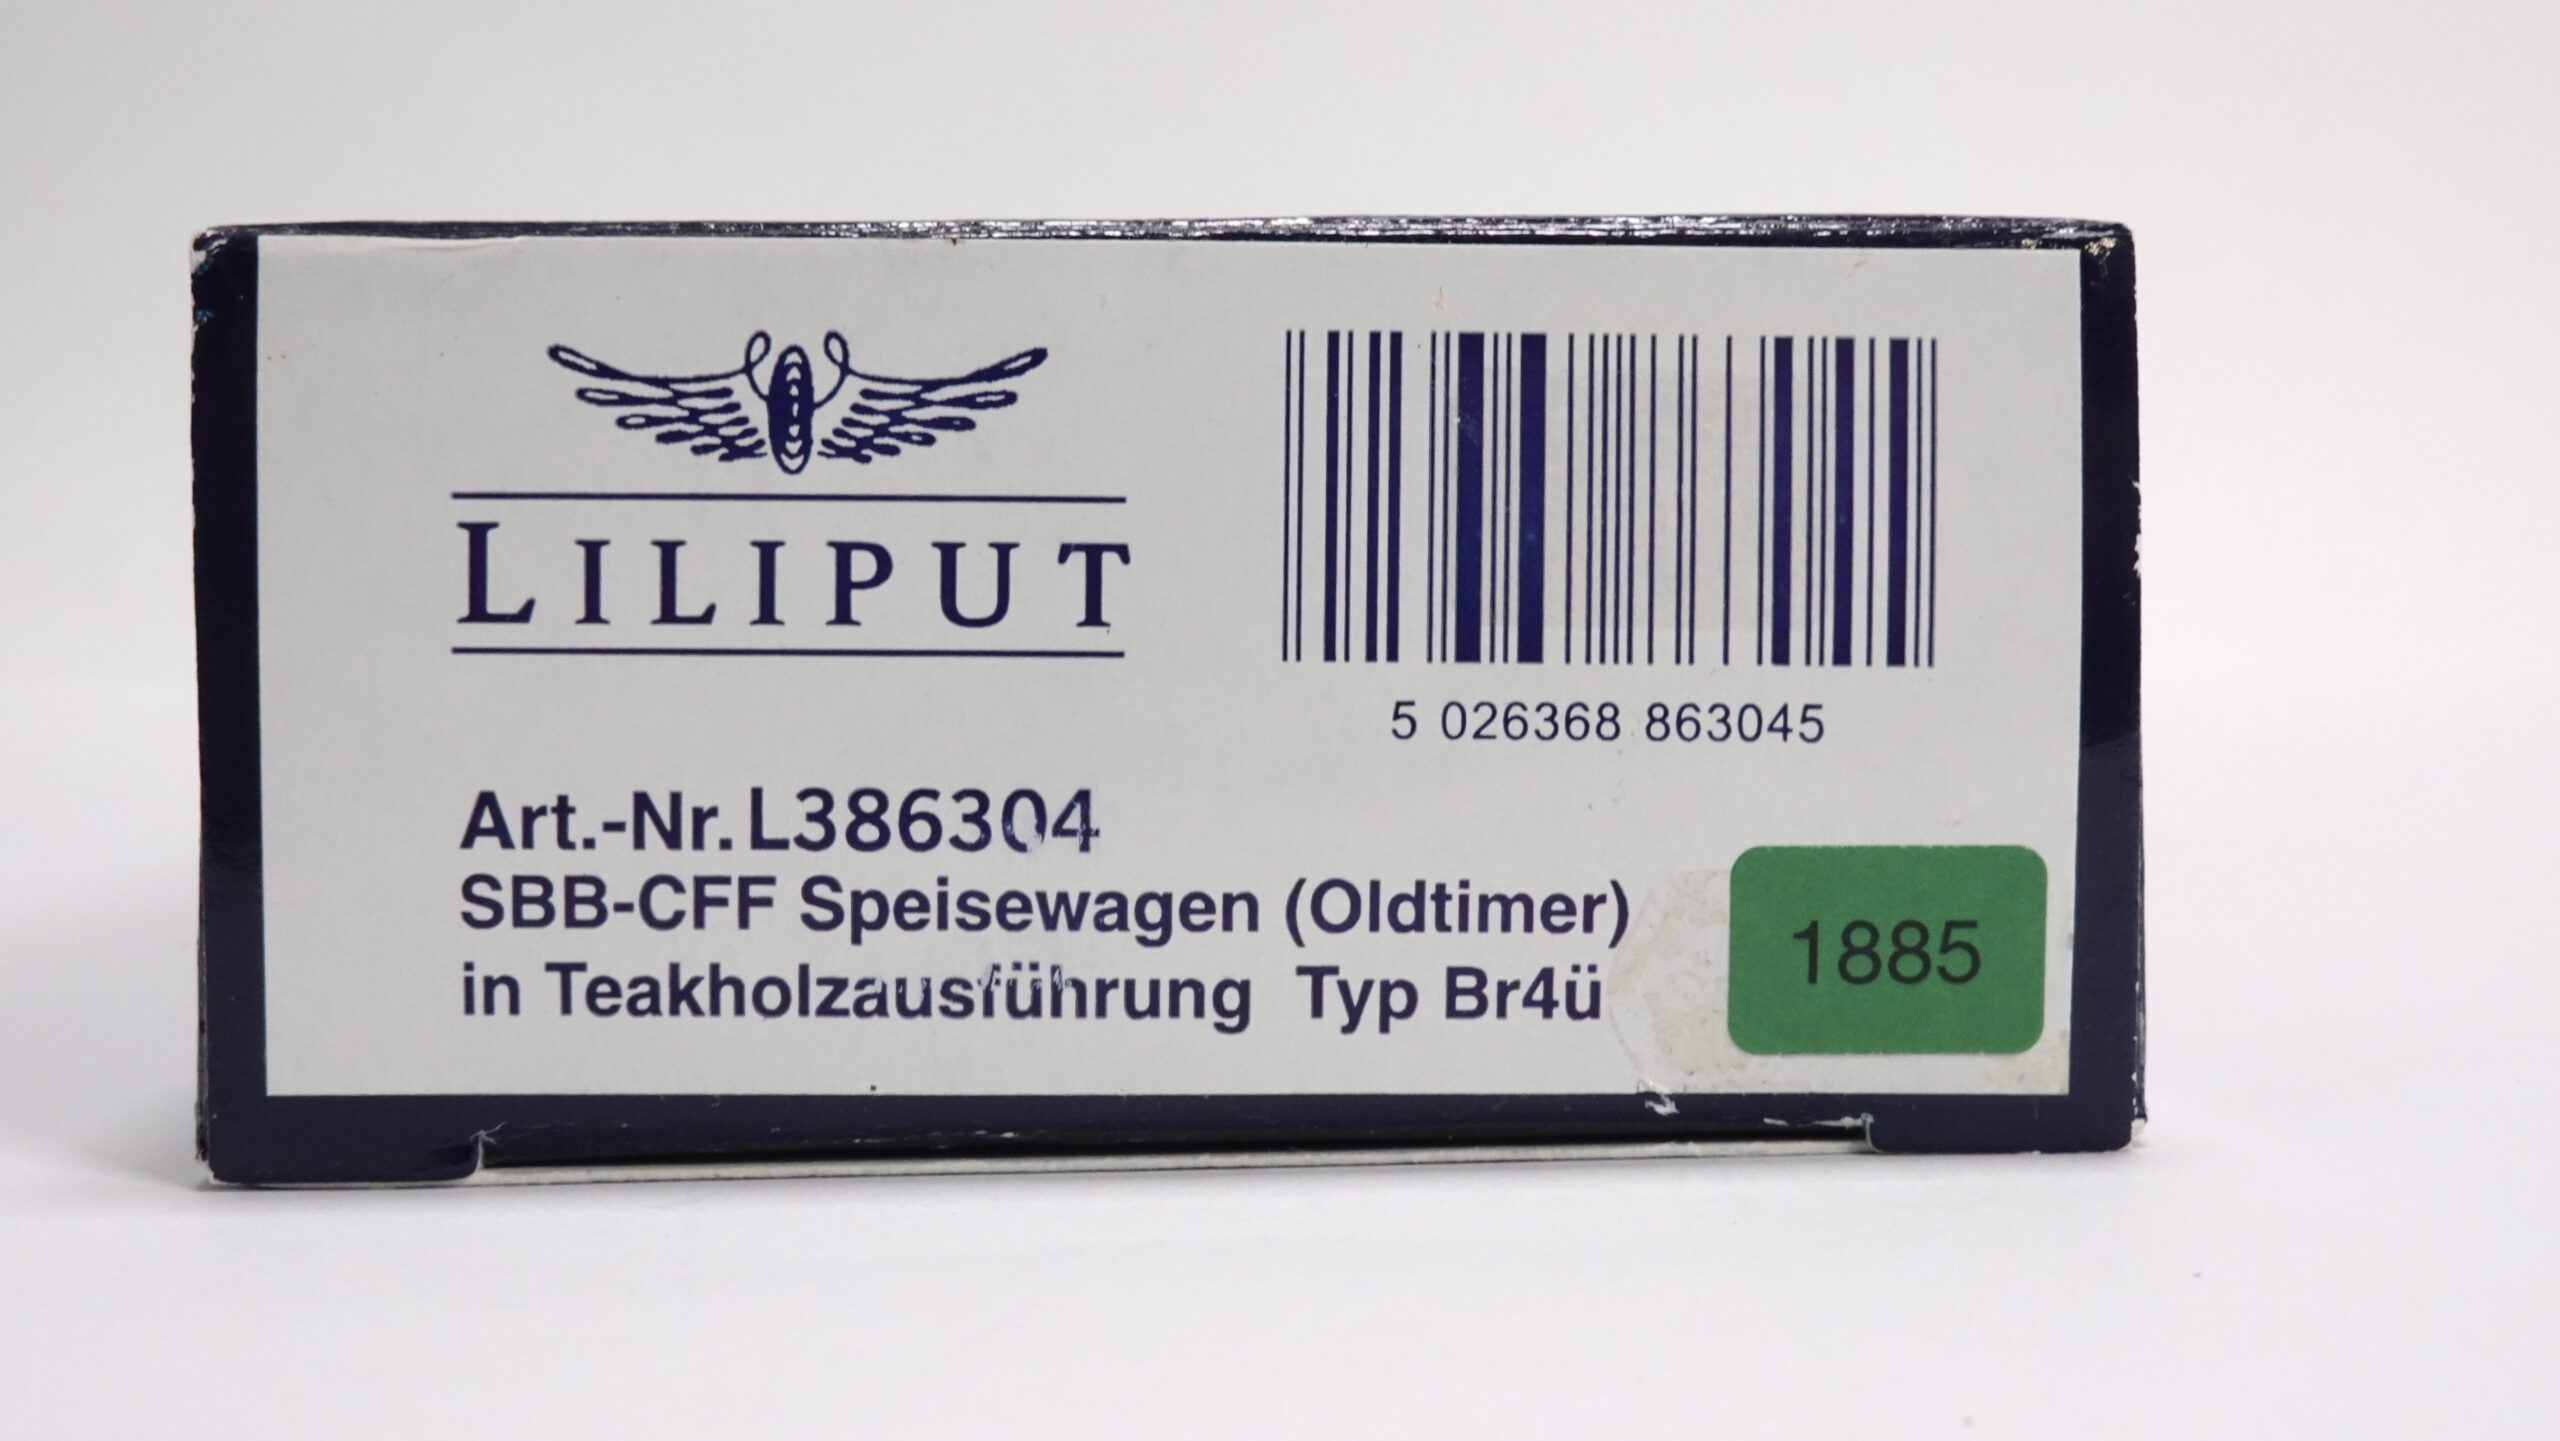 LILIPUT
5 026368 863045
Art.-Nr. L386304
SBB-CFF Speisewagen (Oldtimer)
in Teakholzausführung Typ Br4ü
1885